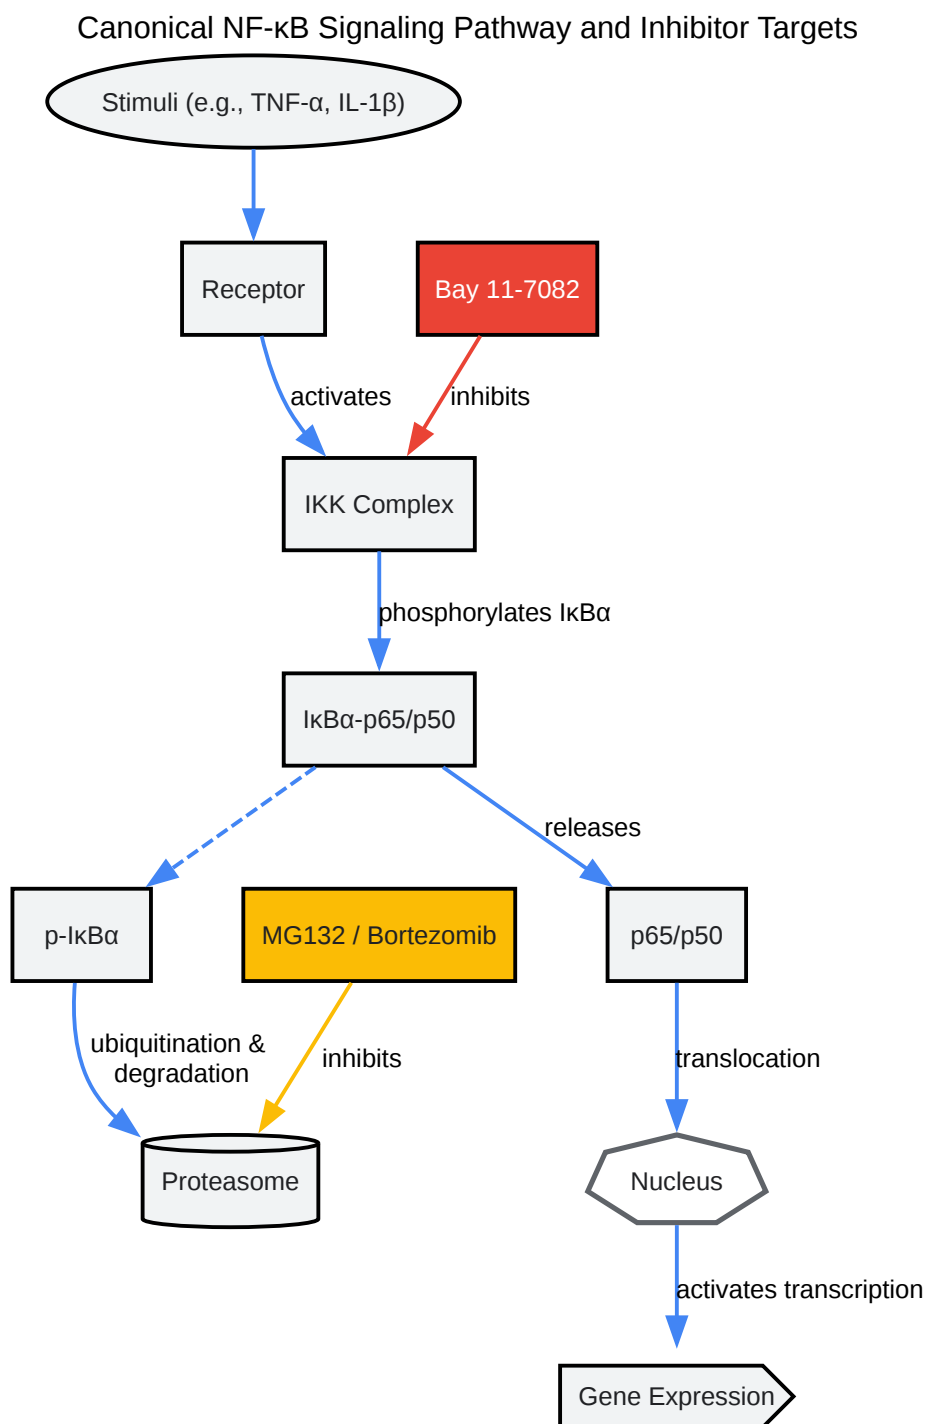 Canonical NF-κB Signaling Pathway and Inhibitor Targets
Stimuli (e.g., TNF-α, IL-1β)
Receptor
Bay 11-7082
activates
inhibits
IKK Complex
phosphorylates IκBα
IκBα-p65/p50
releases
p-IκBα
MG132 / Bortezomib
p65/p50
ubiquitination &
degradation
inhibits
translocation
Proteasome
Nucleus
activates transcription
Gene Expression